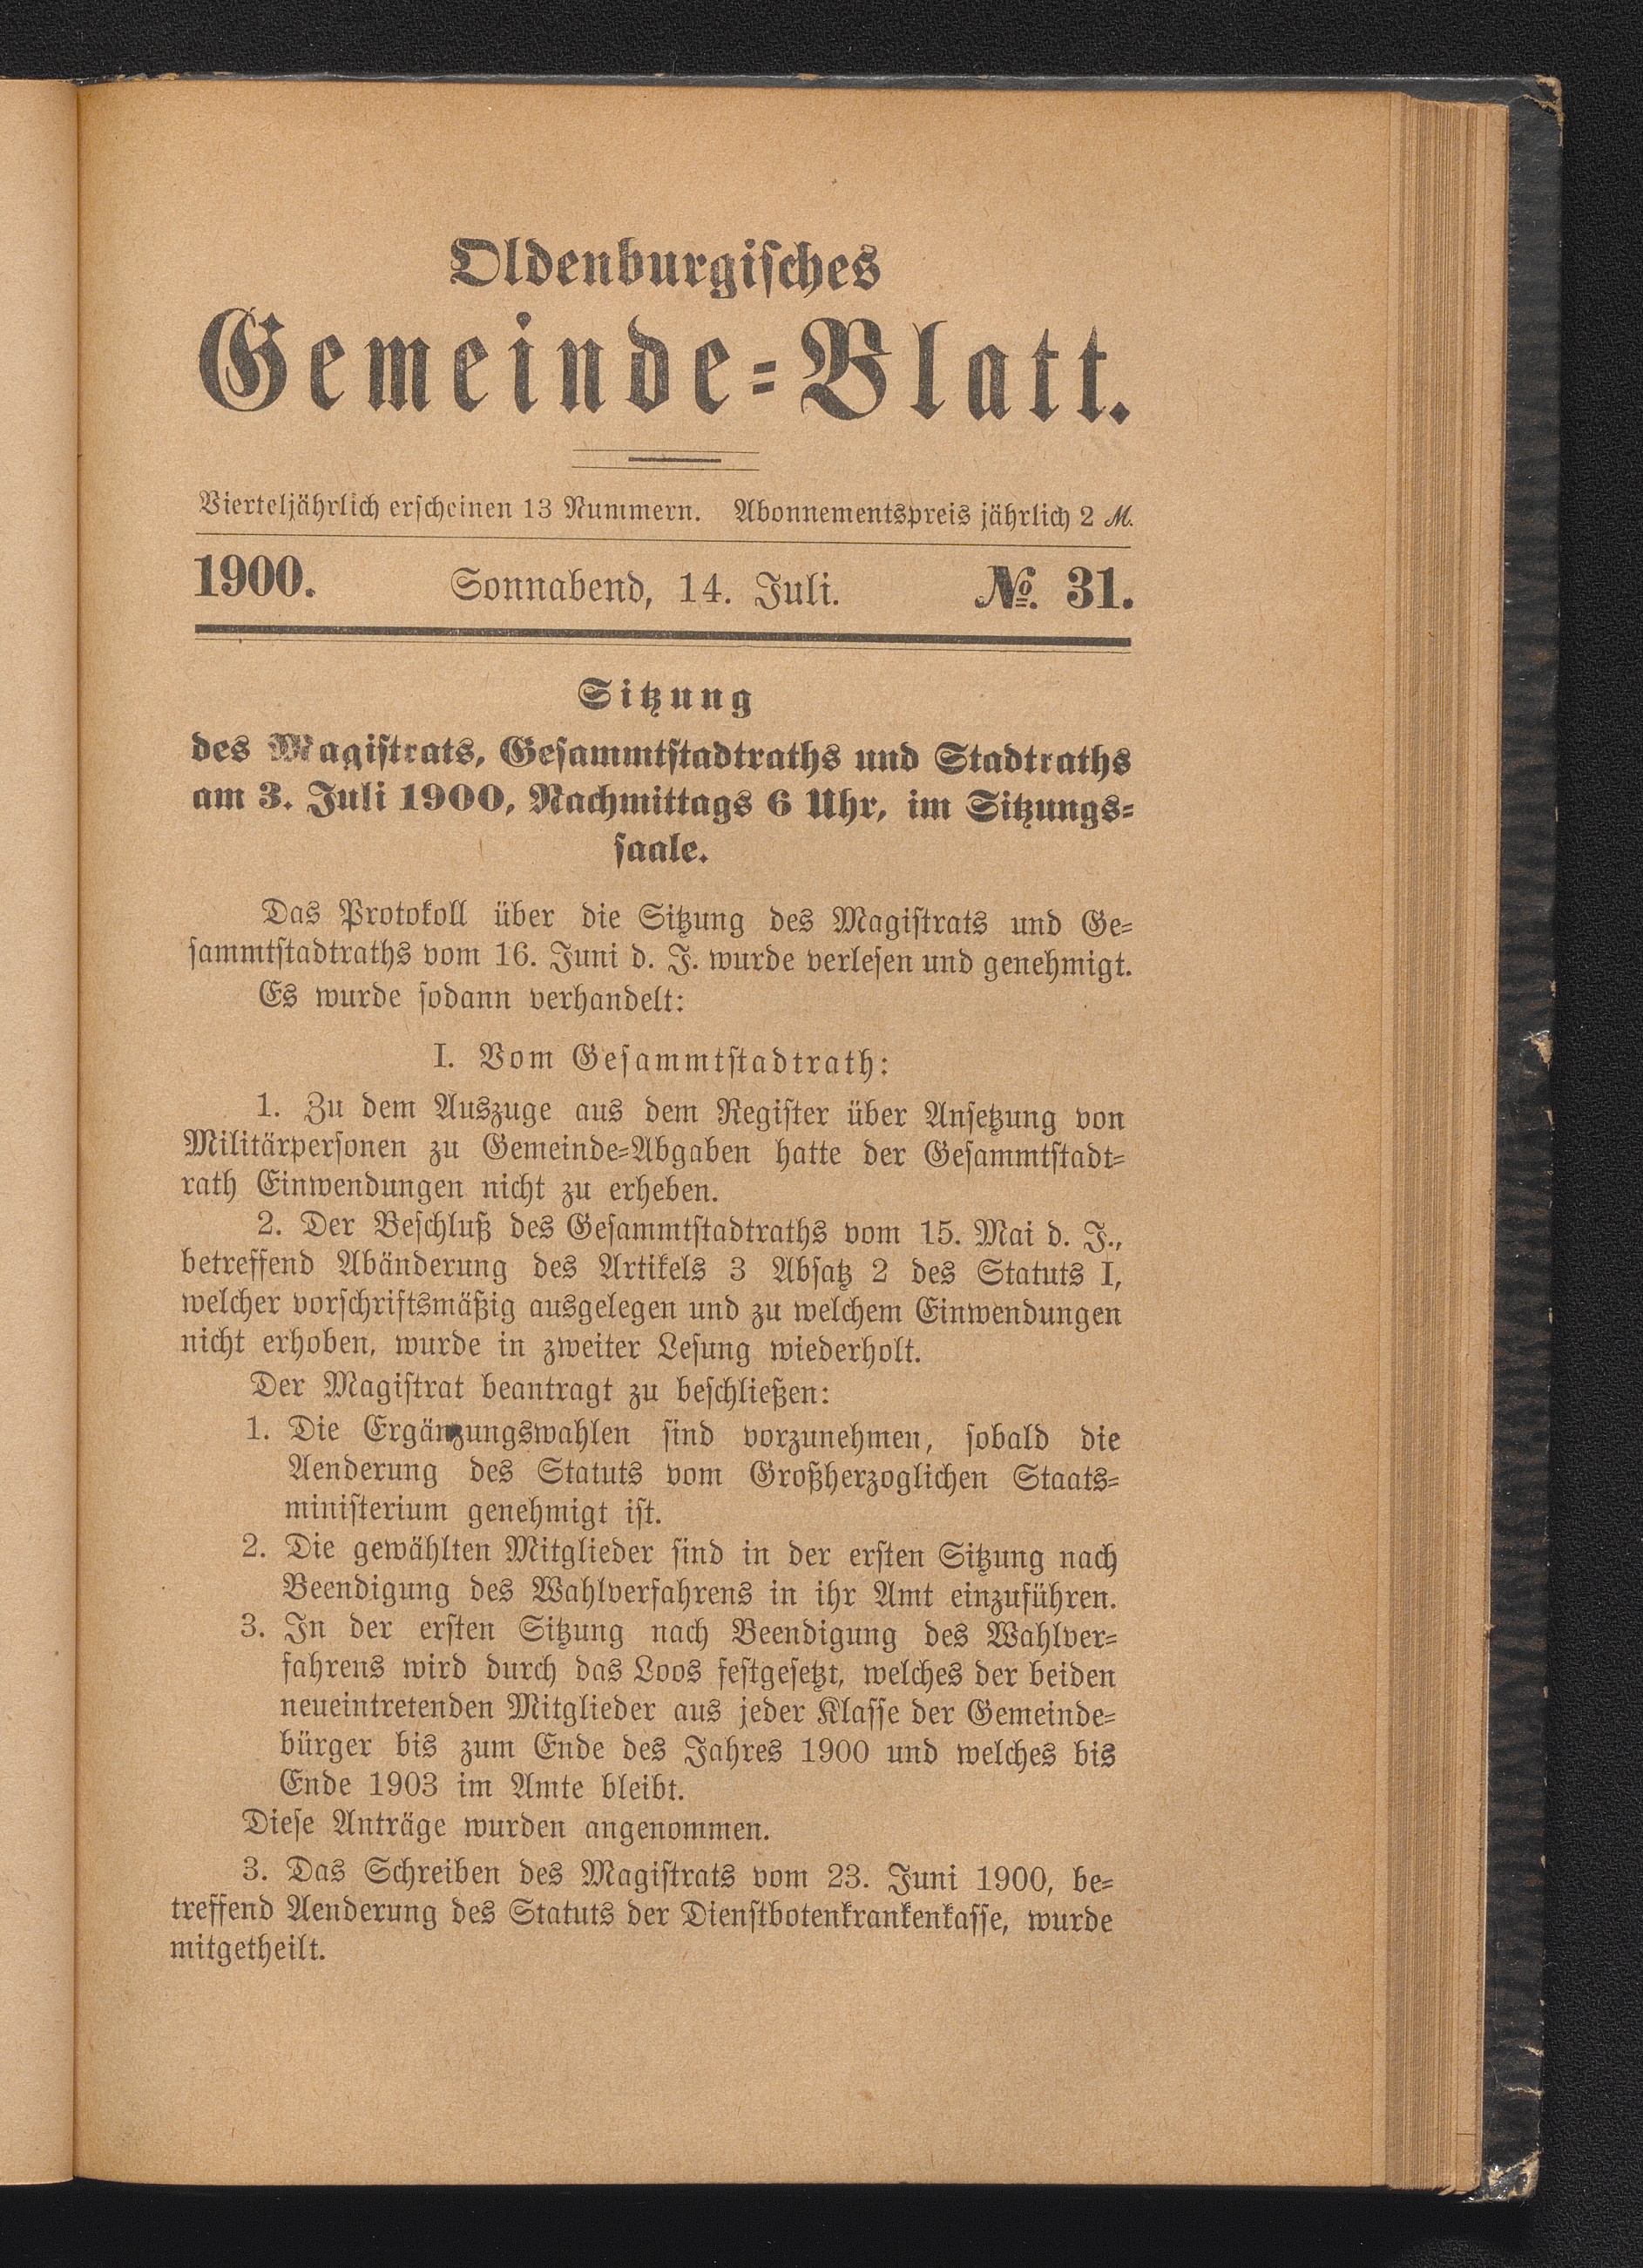 Oldenburgisches
Gemeinde-Blatt.
Vierteljährlich erscheinen 13 Nummern. Abonnementspreis jährlich 2 ℳ.
1900. Sonnabend, 14. Juli. №. 31.
Sitzung
des Magistrats, Gesammtstadtraths und Stadtraths
am 3. Juli 1900, Nachmittags 6 Uhr, im Sitzungs-
saale.
Das Protokoll über die Sitzung des Magistrats und Ge-
sammtstadtraths vom 16. Juni d. J. wurde verlesen und genehmigt.
Es wurde sodann verhandelt:
I. Vom Gesammtstadtrath:
1. Zu dem Auszuge aus dem Register über Ansetzung von
Militärpersonen zu Gemeinde-Abgaben hatte der Gesammtstadt-
rath Einwendungen nicht zu erheben.
2. Der Beschluß des Gesammtstadtraths vom 15. Mai d. J.,
betreffend Abänderung des Artikels 3 Absatz 2 des Statuts I,
welcher vorschriftsmäßig ausgelegen und zu welchem Einwendungen
nicht erhoben, wurde in zweiter Lesung wiederholt.
Der Magistrat beantragt zu beschließen:
1. Die Ergänzungswahlen sind vorzunehmen, sobald die
Aenderung des Statuts vom Großherzoglichen Staats-
ministerium genehmigt ist.
2. Die gewählten Mitglieder sind in der ersten Sitzung nach
Beendigung des Wahlverfahrens in ihr Amt einzuführen.
3. In der ersten Sitzung nach Beendigung des Wahlver-
fahrens wird durch das Loos festgesetzt, welches der beiden
neueintretenden Mitglieder aus jeder Klasse der Gemeinde-
bürger bis zum Ende des Jahres 1900 und welches bis
Ende 1903 im Amte bleibt.
Diese Anträge wurden angenommen.
3. Das Schreiben des Magistrats vom 23. Juni 1900, be-
treffend Aenderung des Statuts der Dienstbotenkrankenkasse, wurde
mitgetheilt.